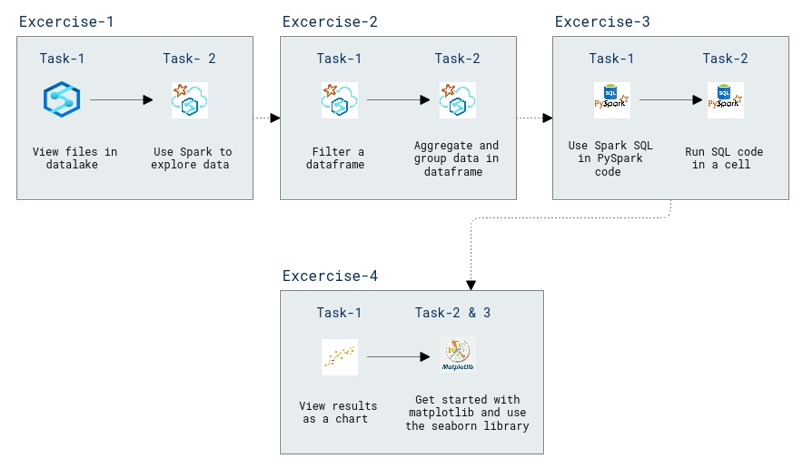 Excercise-1
Task-1
Task- 2
View files in
datalake
Use Spark to
explore data
Excercise-2
Task-1
Task-2
Filter a
dataframe
Aggregate and
group data in
dataframe
Excercise-3
Task-1
Task-2
SQL
PySpark
SQL
PySpark
Use Spark SQL
in PySpark
code
Run SQL code
in a cell
Excercise-4
Task-1
Task-2 & 3
Matplotlib
View results
as a chart
Get started with
matplotlib and use
the seaborn library